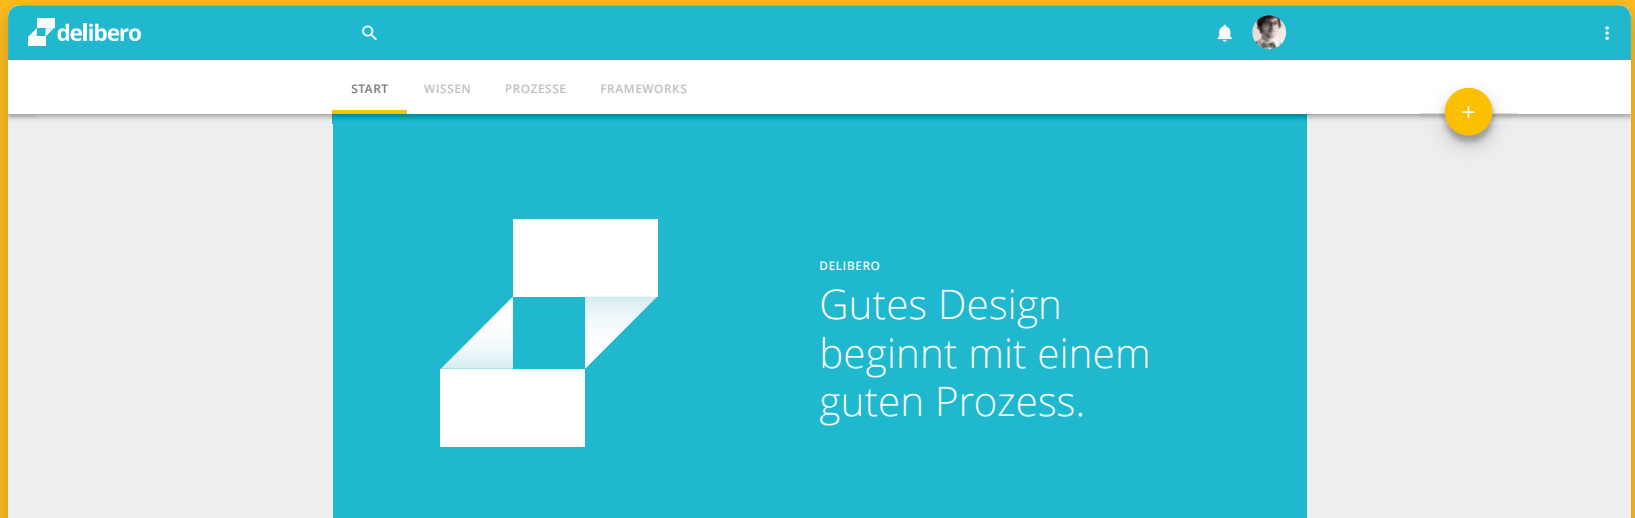 delibero
START WISSEN PROZESSE FRAMEWORKS
DELIBERO
Gutes Design
beginnt mit einem
guten Prozess.